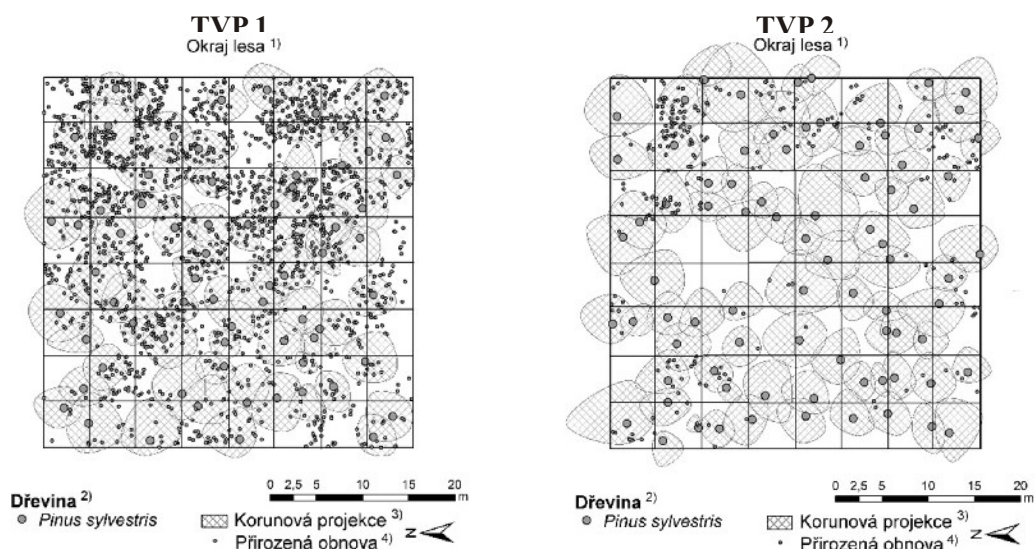 TVP 1
Okraj lesa 1)
0 2,5 5 10 15 20
m
Dřevina 2)
Pinus sylvestris
Korunová projekce 3)
Přirozená obnova 4)
N
TVP 2
Okraj lesa 1)
0 2,5 5 10 15 20
m
Dřevina 2)
Pinus sylvestris
Korunová projekce 3)
Přirozená obnova 4)
N